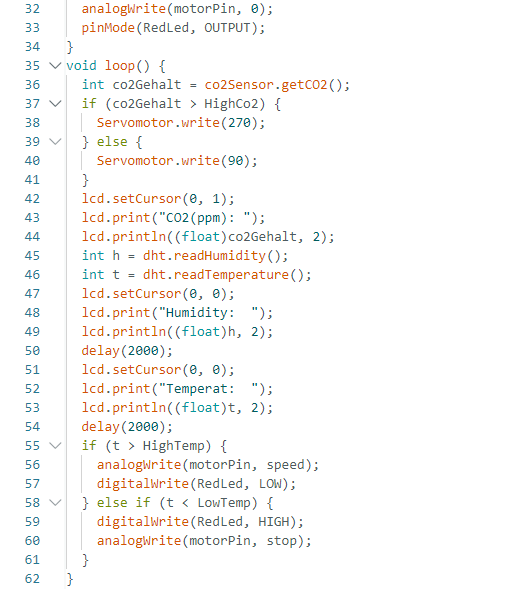 32 analogWrite(motorPin, 0);
33 pinMode(RedLed, OUTPUT);
34 }
35 void loop() {
36 int co2Gehalt = co2Sensor.getCO2();
37 if (co2Gehalt > HighCo2) {
38 Servomotor.write(270);
39 } else {
40 Servomotor.write(90);
41 }
42 lcd.setCursor(0, 1);
43 lcd.print("CO2(ppm): ");
44 lcd.println((float)co2Gehalt, 2);
45 int h = dht.readHumidity();
46 int t = dht.readTemperature();
47 lcd.setCursor(0, 0);
48 lcd.print("Humidity:  ");
49 lcd.println((float)h, 2);
50 delay(2000);
51 lcd.setCursor(0, 0);
52 lcd.print("Temperat:  ");
53 lcd.println((float)t, 2);
54 delay(2000);
55 if (t > HighTemp) {
56 analogWrite(motorPin, speed);
57 digitalWrite(RedLed, LOW);
58 } else if (t < LowTemp) {
59 digitalWrite(RedLed, HIGH);
60 analogWrite(motorPin, stop);
61 }
62 }